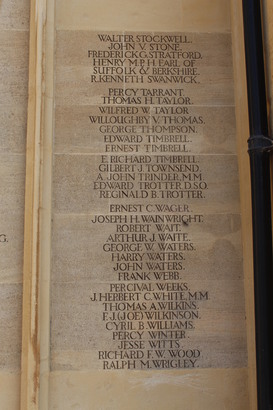 WALTER STOCKWELL.
JOHN V. STONE.
FREDERICK G. STRATFORD.
HENRY M.P.H. EARL OF
SUFFOLK & BERKSHIRE.
R. KENNETH SWANWICK.
PERCY TARRANT.
THOMAS H. TAYLOR.
WILFRED W. TAYLOR
WILLOUGHBY V. THOMAS.
GEORGE THOMPSON.
EDWARD TIMBRELL.
ERNEST TIMBRELL.
E. RICHARD TIMBRELL.
GILBERT J. TOWNSEND.
A. JOHN TRINDER, M.M
EDWARD TROTTER, D.S.O.
REGINALD B. TROTTER.
ERNEST C. WAGER.
JOSEPH H. WAINWRIGHT.
ROBERT WAIT.
ARTHUR J. WAITE.
GEORGE W. WATERS.
HARRY WATERS.
JOHN WATERS.
FRANK WEBB.
PERCIVAL WEEKS.
G.
J. HERBERT C. WHITE, M.M
THOMAS A. WILKINS.
F. J. (JOE) WILKINSON.
CYRIL B. WILLIAMS.
PERCY WINTER.
JESSE WITTS.
RICHARD F. W. WOOD.
RALPH M. WRIGLEY.